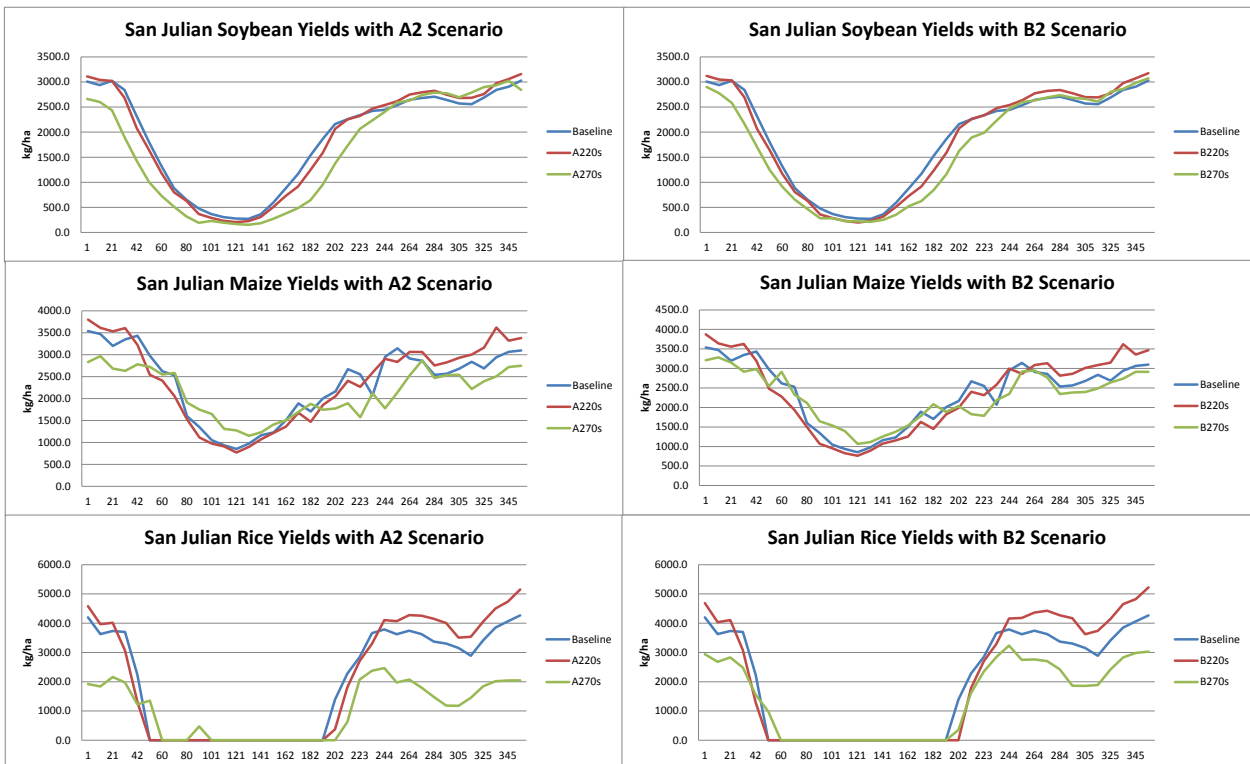 San Julian Soybean Yields with A2 Scenario
3500.0
3000.0
2500.0
2000.0
1500.0
1000.0
500.0
0.0
kg/ha
1 21 42 60 80 101 121 141 162 182 202 223 244 264 284 305 325 345
Baseline
A220s
A270s
San Julian Soybean Yields with B2 Scenario
3500.0
3000.0
2500.0
2000.0
1500.0
1000.0
500.0
0.0
kg/ha
1 21 42 60 80 101 121 141 162 182 202 223 244 264 284 305 325 345
Baseline
B220s
B270s
San Julian Maize Yields with A2 Scenario
4000.0
3500.0
3000.0
2500.0
2000.0
1500.0
1000.0
500.0
0.0
kg/ha
1 21 42 60 80 101 121 141 162 182 202 223 244 264 284 305 325 345
Baseline
A220s
A270s
San Julian Maize Yields with B2 Scenario
4500.0
4000.0
3500.0
3000.0
2500.0
2000.0
1500.0
1000.0
500.0
0.0
kg/ha
1 21 42 60 80 101 121 141 162 182 202 223 244 264 284 305 325 345
Baseline
B220s
B270s
San Julian Rice Yields with A2 Scenario
6000.0
5000.0
4000.0
3000.0
2000.0
1000.0
0.0
kg/ha
1 21 42 60 80 101 121 141 162 182 202 223 244 264 284 305 325 345
Baseline
A220s
A270s
San Julian Rice Yields with B2 Scenario
6000.0
5000.0
4000.0
3000.0
2000.0
1000.0
0.0
kg/ha
1 21 42 60 80 101 121 141 162 182 202 223 244 264 284 305 325 345
Baseline
B220s
B270s